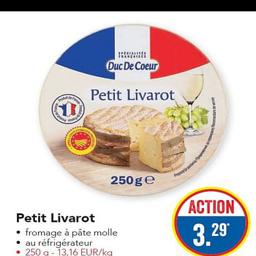 SPÉCIALITÉS
FRANÇAISES
Duc De Coeur
Petit Livarot
250g e
ACTION
3.29*
Petit Livarot
• fromage à pâte molle
• au réfrigérateur
• 250 g - 13,16 EUR/kg